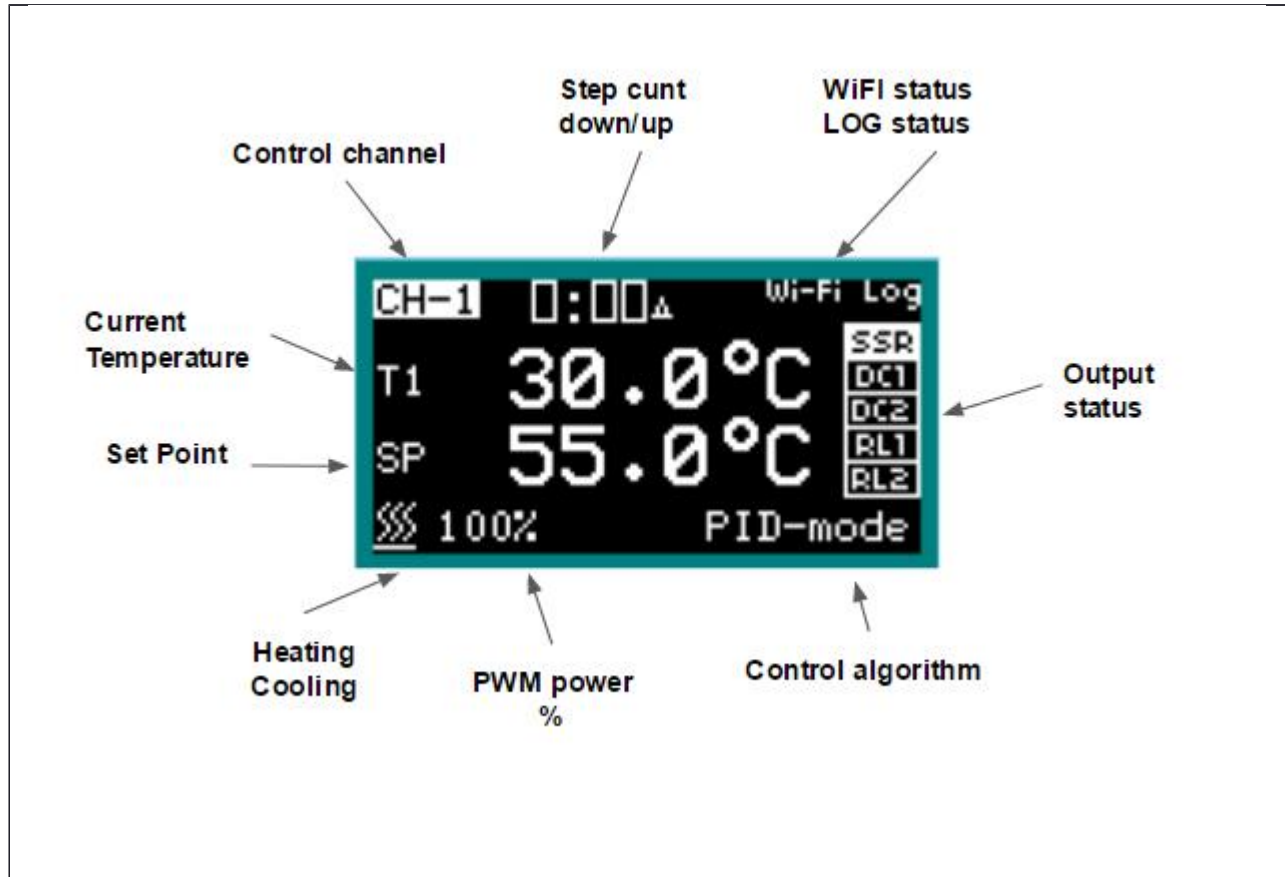 Step cunt
down/up
WiFI status
LOG status
Control channel
CH-1 0:00 Wi-Fi Log
Current
Temperature
T1 30.0°C
SSR
DC1
DC2
RL1
RL2
Output
status
Set Point
SP 55.0°C
100% PID-mode
Heating
Cooling
PWM power
%
Control algorithm